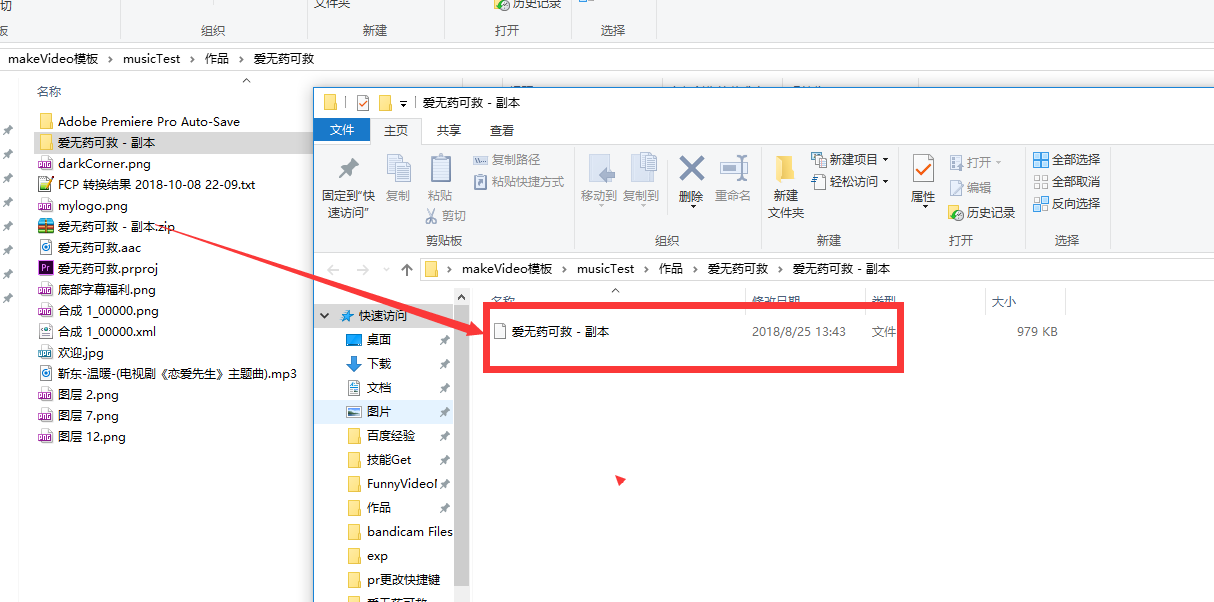 切
文件夹
历史记录
板
组织
新建
打开
选择
makeVideo模板 › musicTest › 作品 › 爱无药可救
名称
Adobe Premiere Pro Auto-Save
爱无药可救 - 副本
darkCorner.png
FCP 转换结果 2018-10-08 22-09.txt
mylogo.png
爱无药可救 - 副本.zip
爱无药可救.aac
爱无药可救.prproj
底部字幕福利.png
合成 1_00000.png
合成 1_00000.xml
欢迎.jpg
靳东-温暖-(电视剧《恋爱先生》主题曲).mp3
图层 2.png
图层 7.png
图层 12.png
爱无药可救 - 副本
文件
主页
共享
查看
固定到“快速访问”
复制
粘贴
复制路径
粘贴快捷方式
剪切
剪贴板
移动到
复制到
删除
重命名
组织
新建
文件夹
新建项目
轻松访问
新建
属性
打开
编辑
历史记录
打开
全部选择
全部取消
反向选择
选择
makeVideo模板 › musicTest › 作品 › 爱无药可救 › 爱无药可救 - 副本
名称
修改日期
类型
大小
爱无药可救 - 副本
2018/8/25 13:43
文件
979 KB
快速访问
桌面
下载
文档
图片
百度经验
技能Get
FunnyVideo
作品
bandicam Files
exp
pr更改快捷键
爱无药可救